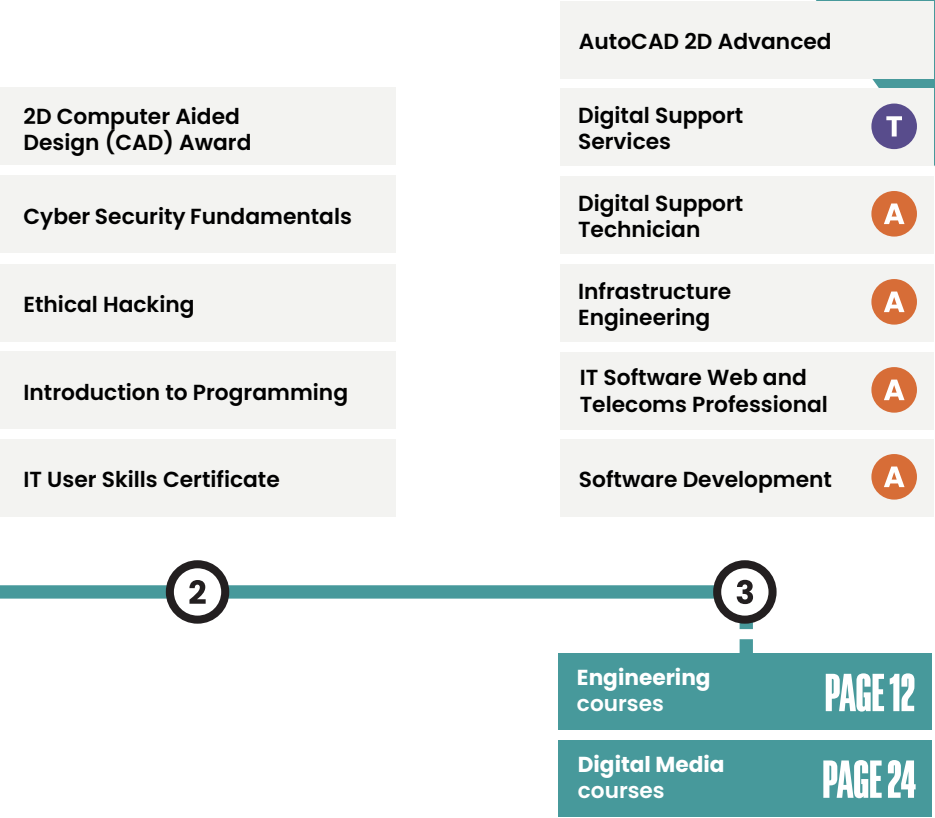 2D Computer Aided
Design (CAD) Award
Cyber Security Fundamentals
Ethical Hacking
Introduction to Programming
IT User Skills Certificate
2
AutoCAD 2D Advanced
Digital Support
Services
T
Digital Support
Technician
A
Infrastructure
Engineering
A
IT Software Web and
Telecoms Professional
A
Software Development
A
3
Engineering
courses
PAGE 12
Digital Media
courses
PAGE 24